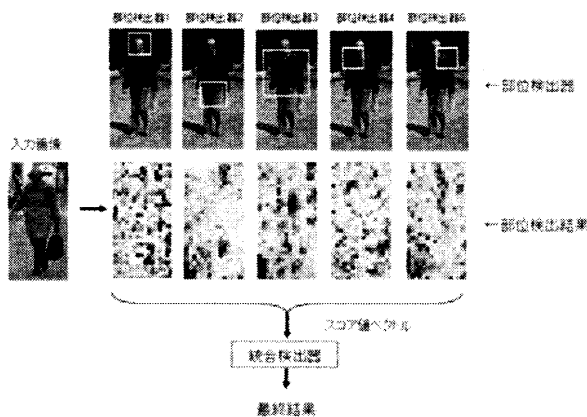 部位検出器1 部位検出器2 部位検出器3 部位検出器4 部位検出器5
←部位検出器
入力画像
←部位検出結果
スコア値ベクトル
統合検出器
最終結果